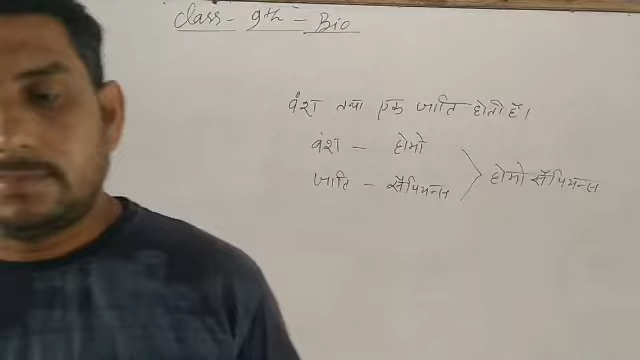 Class - 9th - Bio
वंश तथा एक जाति होती हैं।
वंश - होमो
जाति - सैपियन्स
होमो सैपियन्स